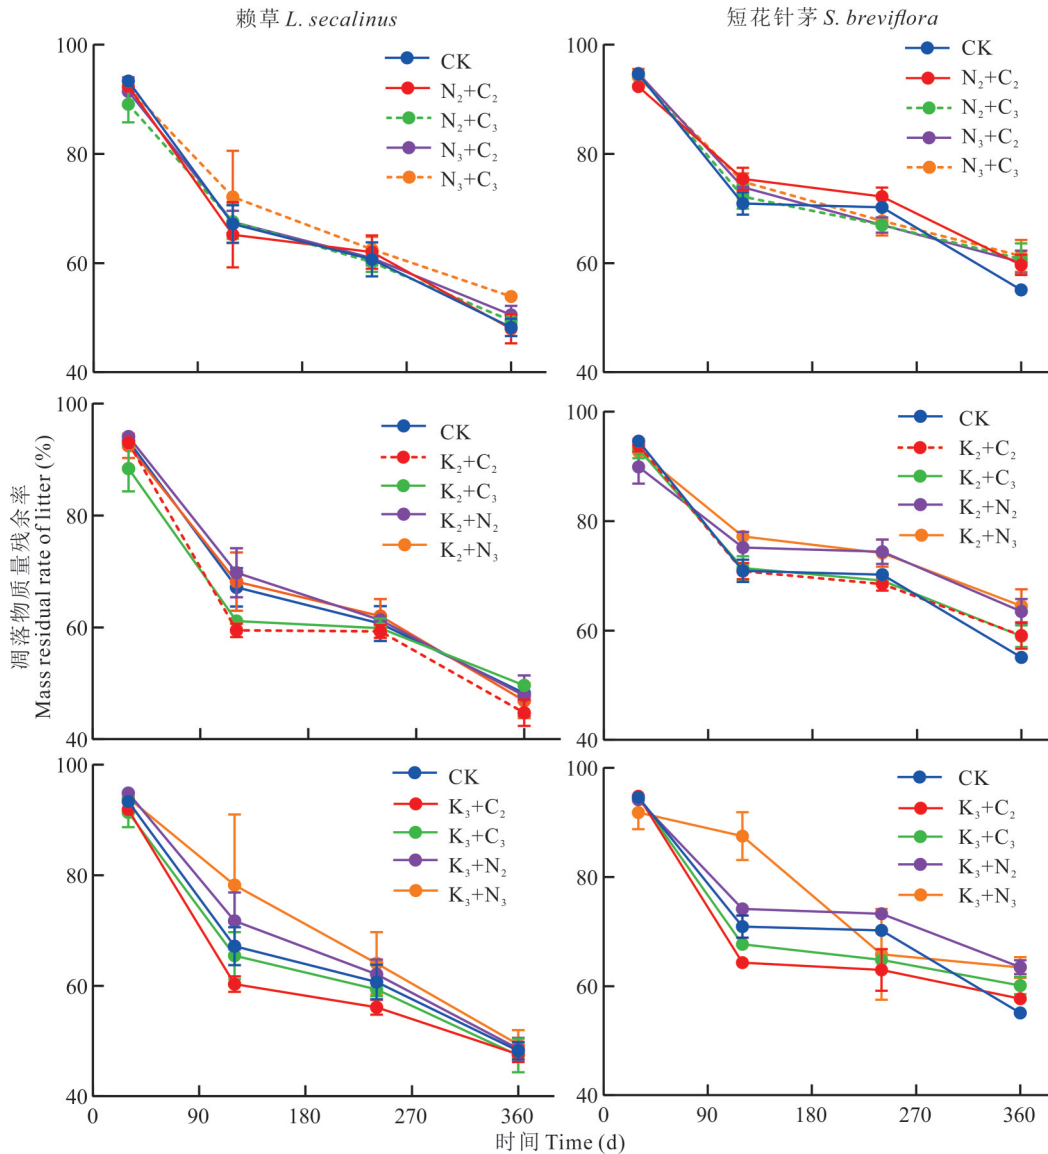 赖草 L. secalinus
短花针茅 S. breviflora
100
80
60
40
CK
N₂+C₂
N₂+C₃
N₃+C₂
N₃+C₃
100
80
60
40
CK
N₂+C₂
N₂+C₃
N₃+C₂
N₃+C₃
凋落物质量残余率
Mass residual rate of litter (%)
100
80
60
40
CK
K₂+C₂
K₂+C₃
K₂+N₂
K₂+N₃
100
80
60
40
CK
K₂+C₂
K₂+C₃
K₂+N₂
K₂+N₃
100
80
60
40
CK
K₃+C₂
K₃+C₃
K₃+N₂
K₃+N₃
0 90 180 270 360
100
80
60
40
CK
K₃+C₂
K₃+C₃
K₃+N₂
K₃+N₃
0 90 180 270 360
时间 Time (d)